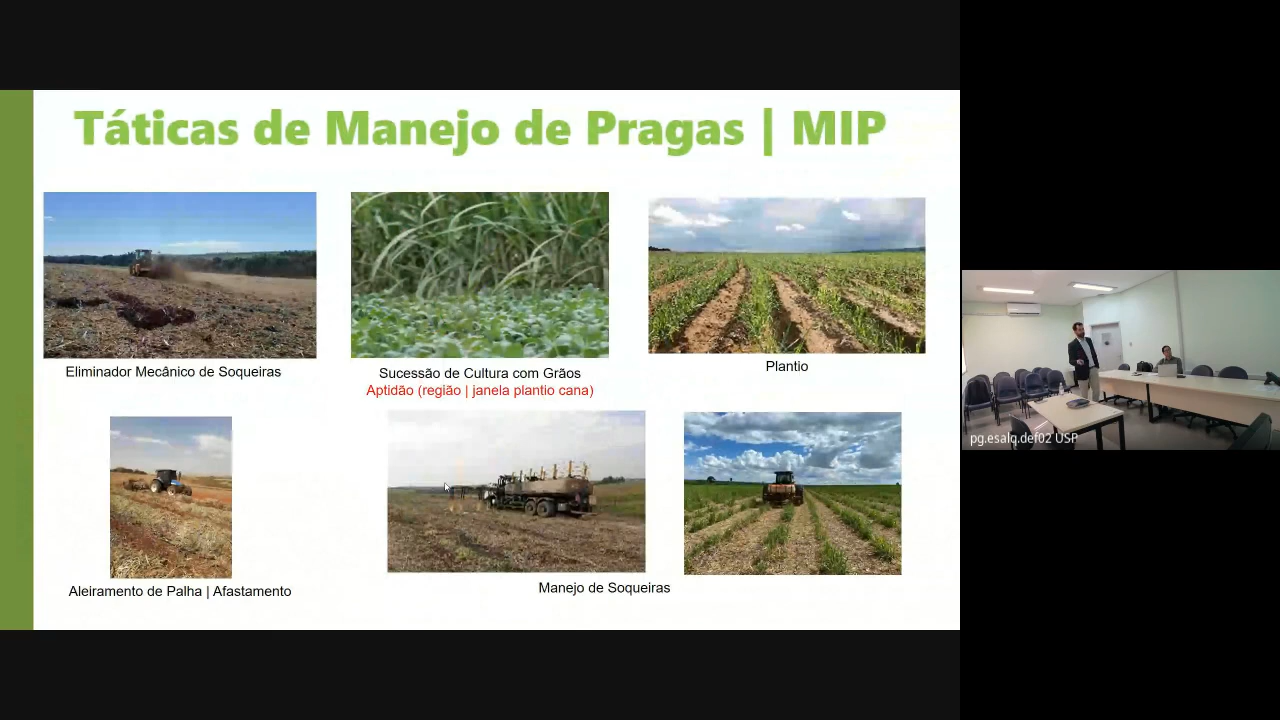 Táticas de Manejo de Pragas | MIP
Eliminador Mecânico de Soqueiras
Sucessão de Cultura com Grãos
Aptidão (região | janela plantio cana)
Plantio
Aleiramento de Palha | Afastamento
Manejo de Soqueiras
pg.esalq.def02 USP